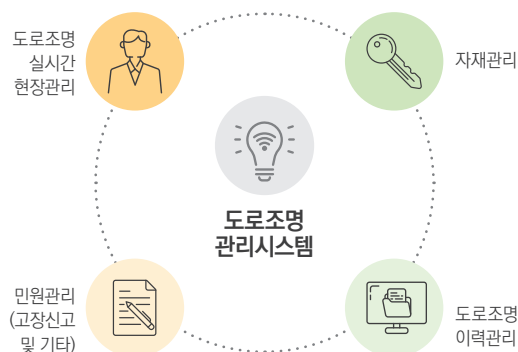 도로조명
실시간
현장관리
자재관리
도로조명
관리시스템
민원관리
(고장신고
및 기타)
도로조명
이력관리